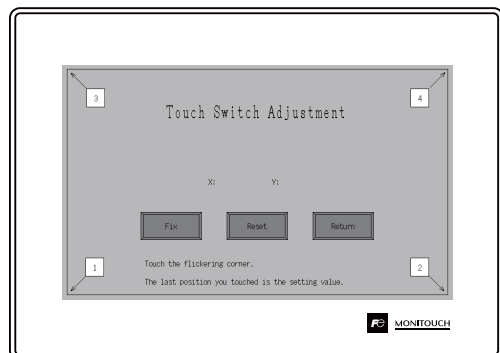 3
4
Touch Switch Adjustment
X: Y:
Fix Reset Return
1
Touch the flickering corner.
2
The last position you touched is the setting value.
Fe MONITOUCH